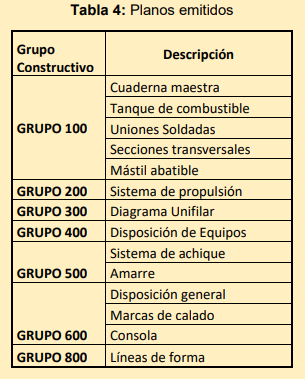 Tabla 4: Planos emitidos
Grupo
Constructivo
Descripción
GRUPO 100
Cuaderna maestra
Tanque de combustible
Uniones Soldadas
Secciones transversales
Mástil abatible
GRUPO 200 Sistema de propulsión
GRUPO 300 Diagrama Unifilar
GRUPO 400 Disposición de Equipos
GRUPO 500
Sistema de achique
Amarre
GRUPO 600
Disposición general
Marcas de calado
Consola
GRUPO 800 Líneas de forma